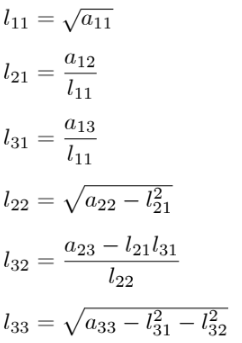 l_{11} = \sqrt{a_{11}}
l_{21} = \frac{a_{12}}{l_{11}}
l_{31} = \frac{a_{13}}{l_{11}}
l_{22} = \sqrt{a_{22} - l_{21}^2}
l_{32} = \frac{a_{23} - l_{21} l_{31}}{l_{22}}
l_{33} = \sqrt{a_{33} - l_{31}^2 - l_{32}^2}